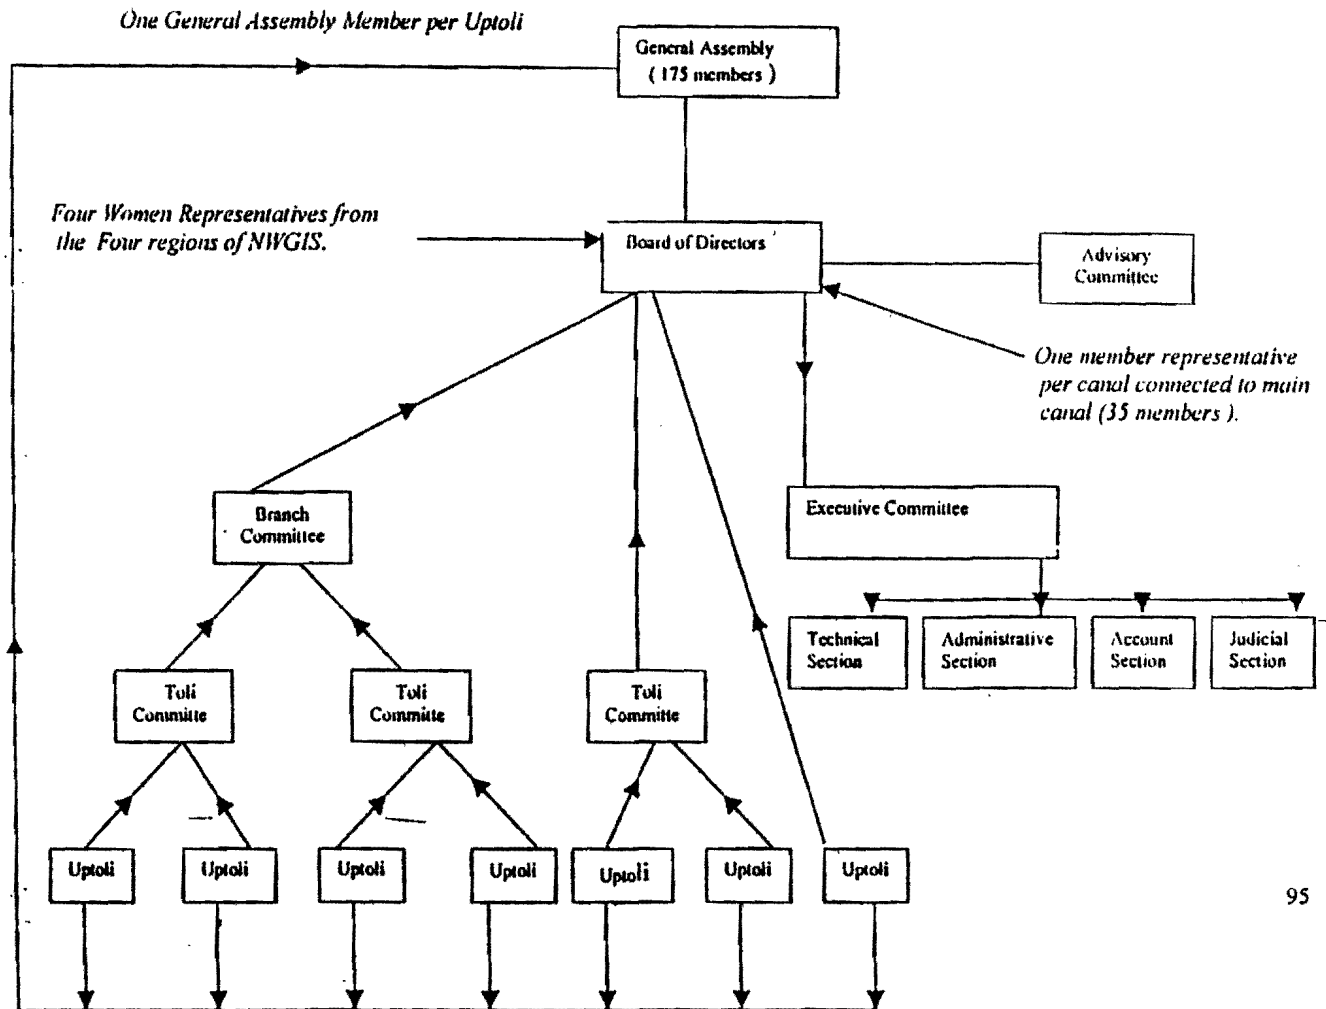 One General Assembly Member per Uptoli
General Assembly
( 175 members )
Four Women Representatives from
the Four regions of NWGIS.
Board of Directors
Advisory
Committee
One member representative
per canal connected to main
canal (35 members ).
Branch
Committee
Executive Committee
Technical
Section
Administrative
Section
Account
Section
Judicial
Section
Toli
Committe
Toli
Committe
Toli
Committe
Uptoli
Uptoli
Uptoli
Uptoli
Uptoli
Uptoli
Uptoli
95